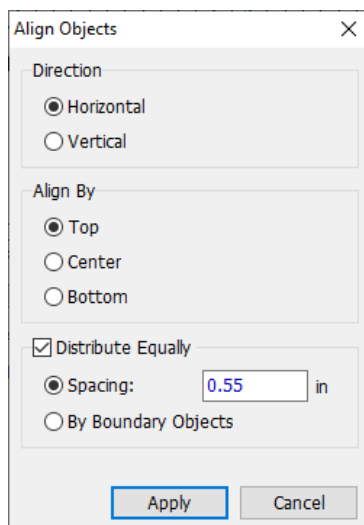 Align Objects
Direction
Horizontal
Vertical
Align By
Top
Center
Bottom
Distribute Equally
Spacing: 0.55 in
By Boundary Objects
Apply Cancel